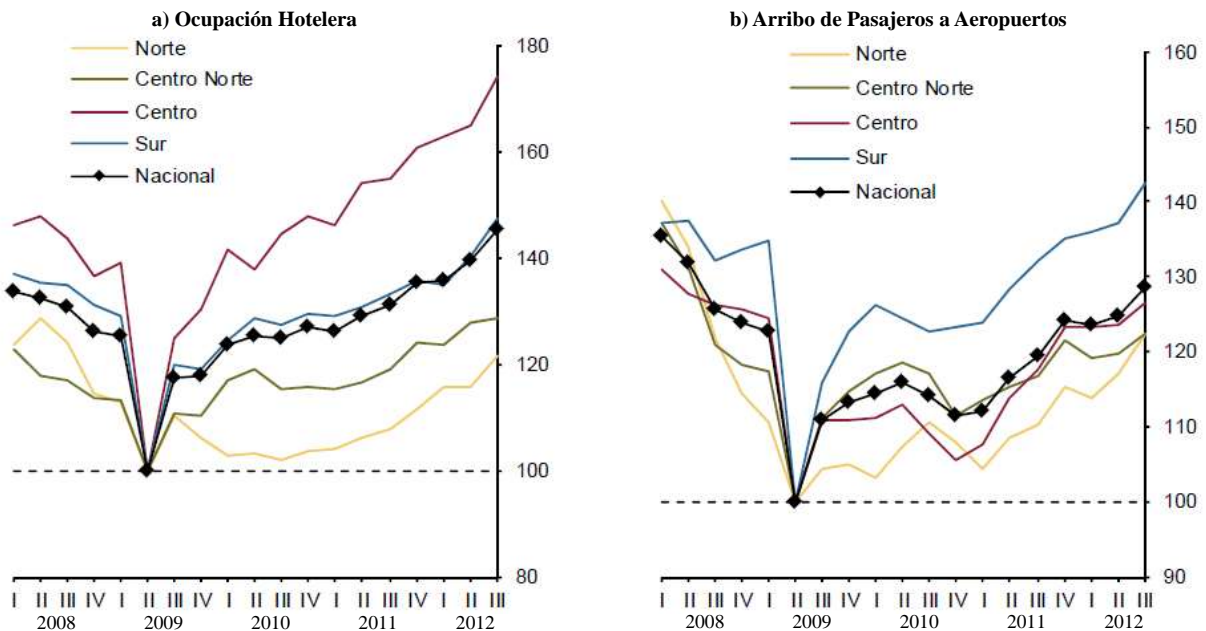 a) Ocupación Hotelera
Norte
Centro Norte
Centro
Sur
Nacional
180
160
140
120
100
80
I II III IV I II III IV I II III IV I II III IV I II III
2008 2009 2010 2011 2012
b) Arribo de Pasajeros a Aeropuertos
Norte
Centro Norte
Centro
Sur
Nacional
160
150
140
130
120
110
100
90
I II III IV I II III IV I II III IV I II III IV I II III
2008 2009 2010 2011 2012